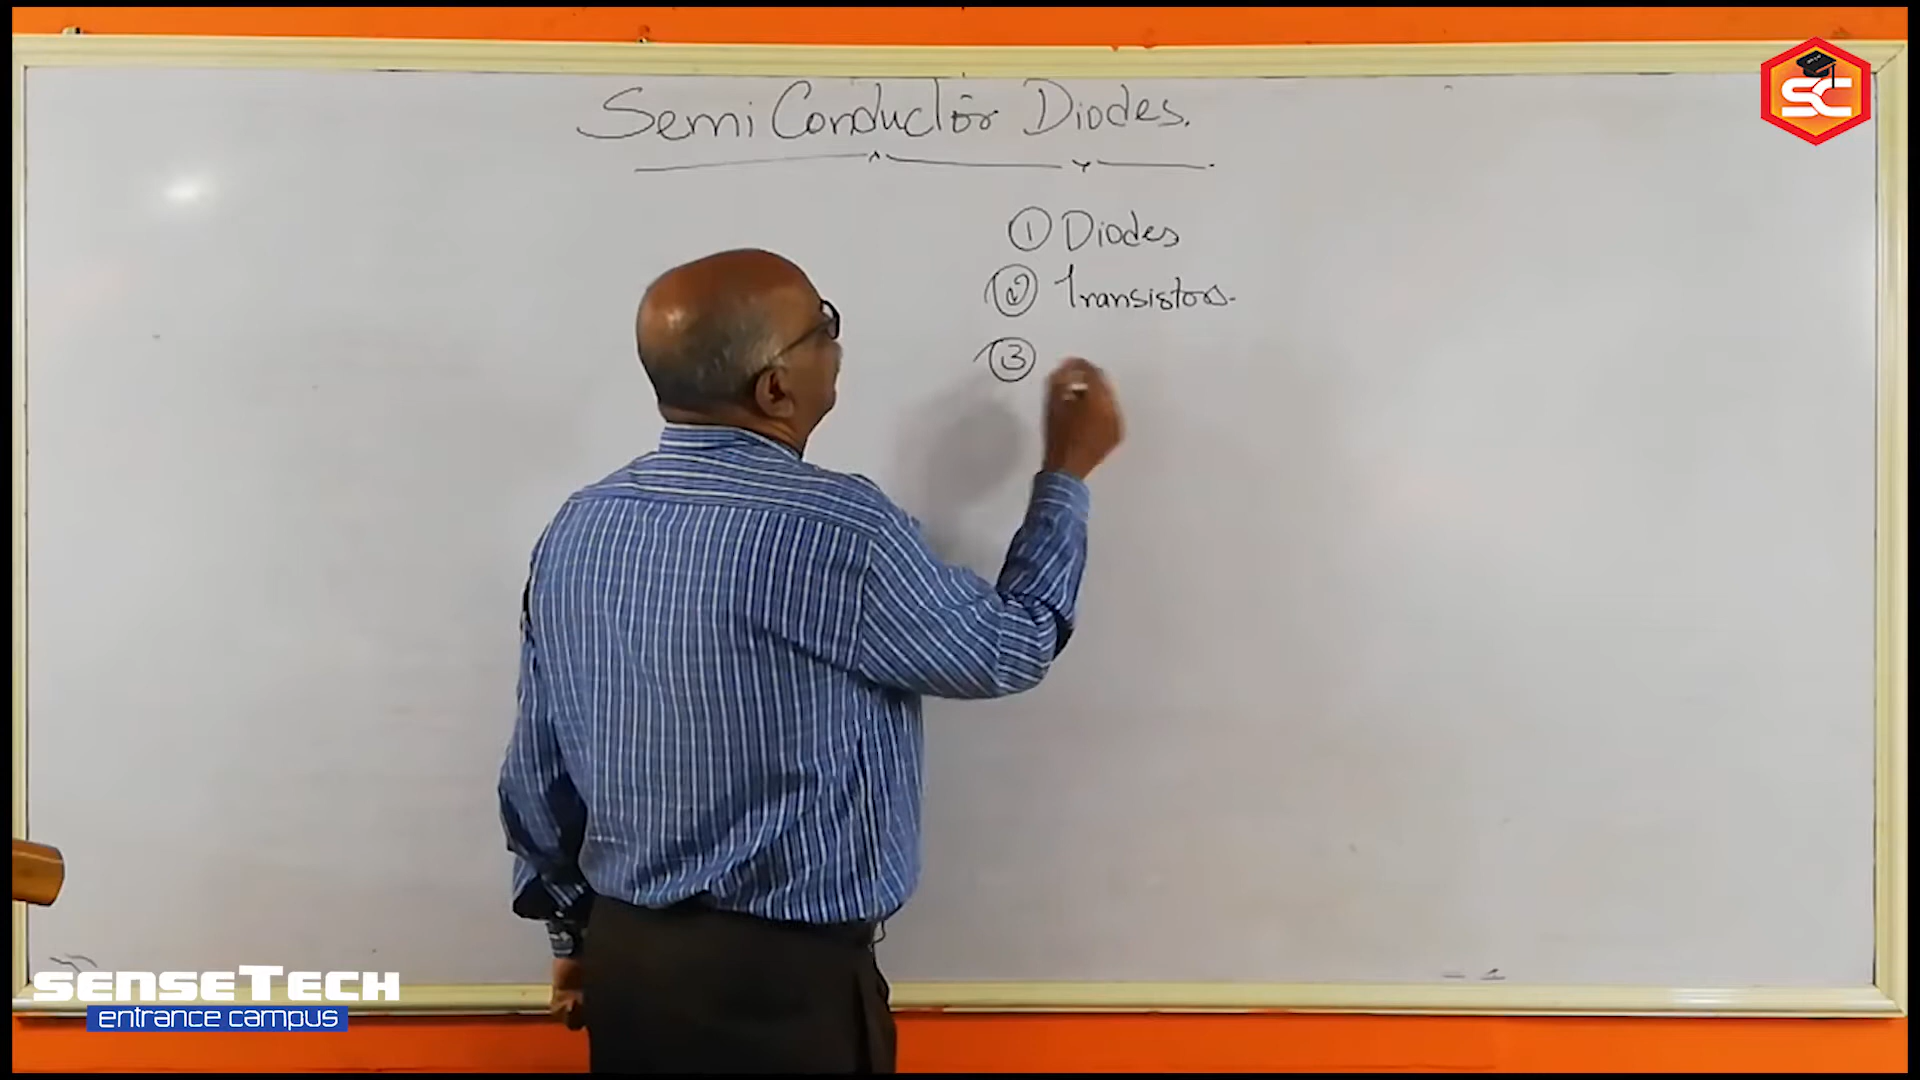 Semi Conductor Diodes.
① Diodes
② Transistors.
③
SC
SENSETECH
entrance campus